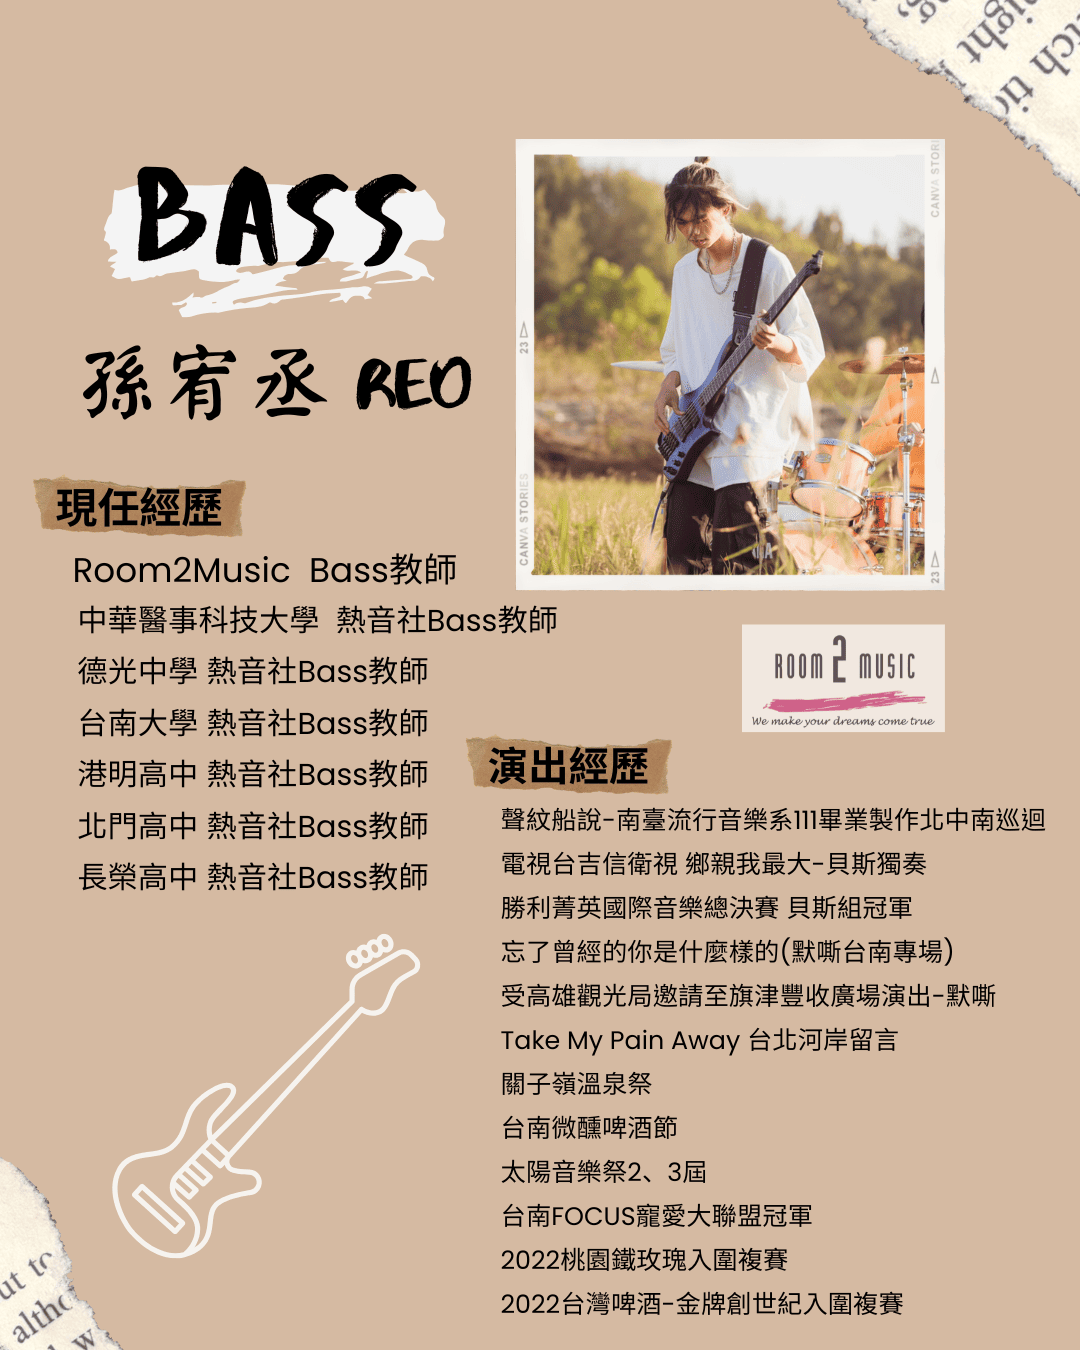 BASS
孫宥丞 REO
現任經歷
Room2Music Bass教師
中華醫事科技大學 熱音社Bass教師
德光中學 熱音社Bass教師
台南大學 熱音社Bass教師
港明高中 熱音社Bass教師
北門高中 熱音社Bass教師
長榮高中 熱音社Bass教師
CANVA STORIES
23
CANVA STORI
23
ROOM 2 MUSIC
We make your dreams come true
演出經歷
聲紋船說-南臺流行音樂系111畢業製作北中南巡迴
電視台吉信衛視 鄉親我最大-貝斯獨奏
勝利菁英國際音樂總決賽 貝斯組冠軍
忘了曾經的你是什麼樣的(默嘶台南專場)
受高雄觀光局邀請至旗津豐收廣場演出-默嘶
Take My Pain Away 台北河岸留言
關子嶺溫泉祭
台南微醺啤酒節
太陽音樂祭2、3屆
台南FOCUS寵愛大聯盟冠軍
2022桃園鐵玫瑰入圍複賽
2022台灣啤酒-金牌創世紀入圍複賽